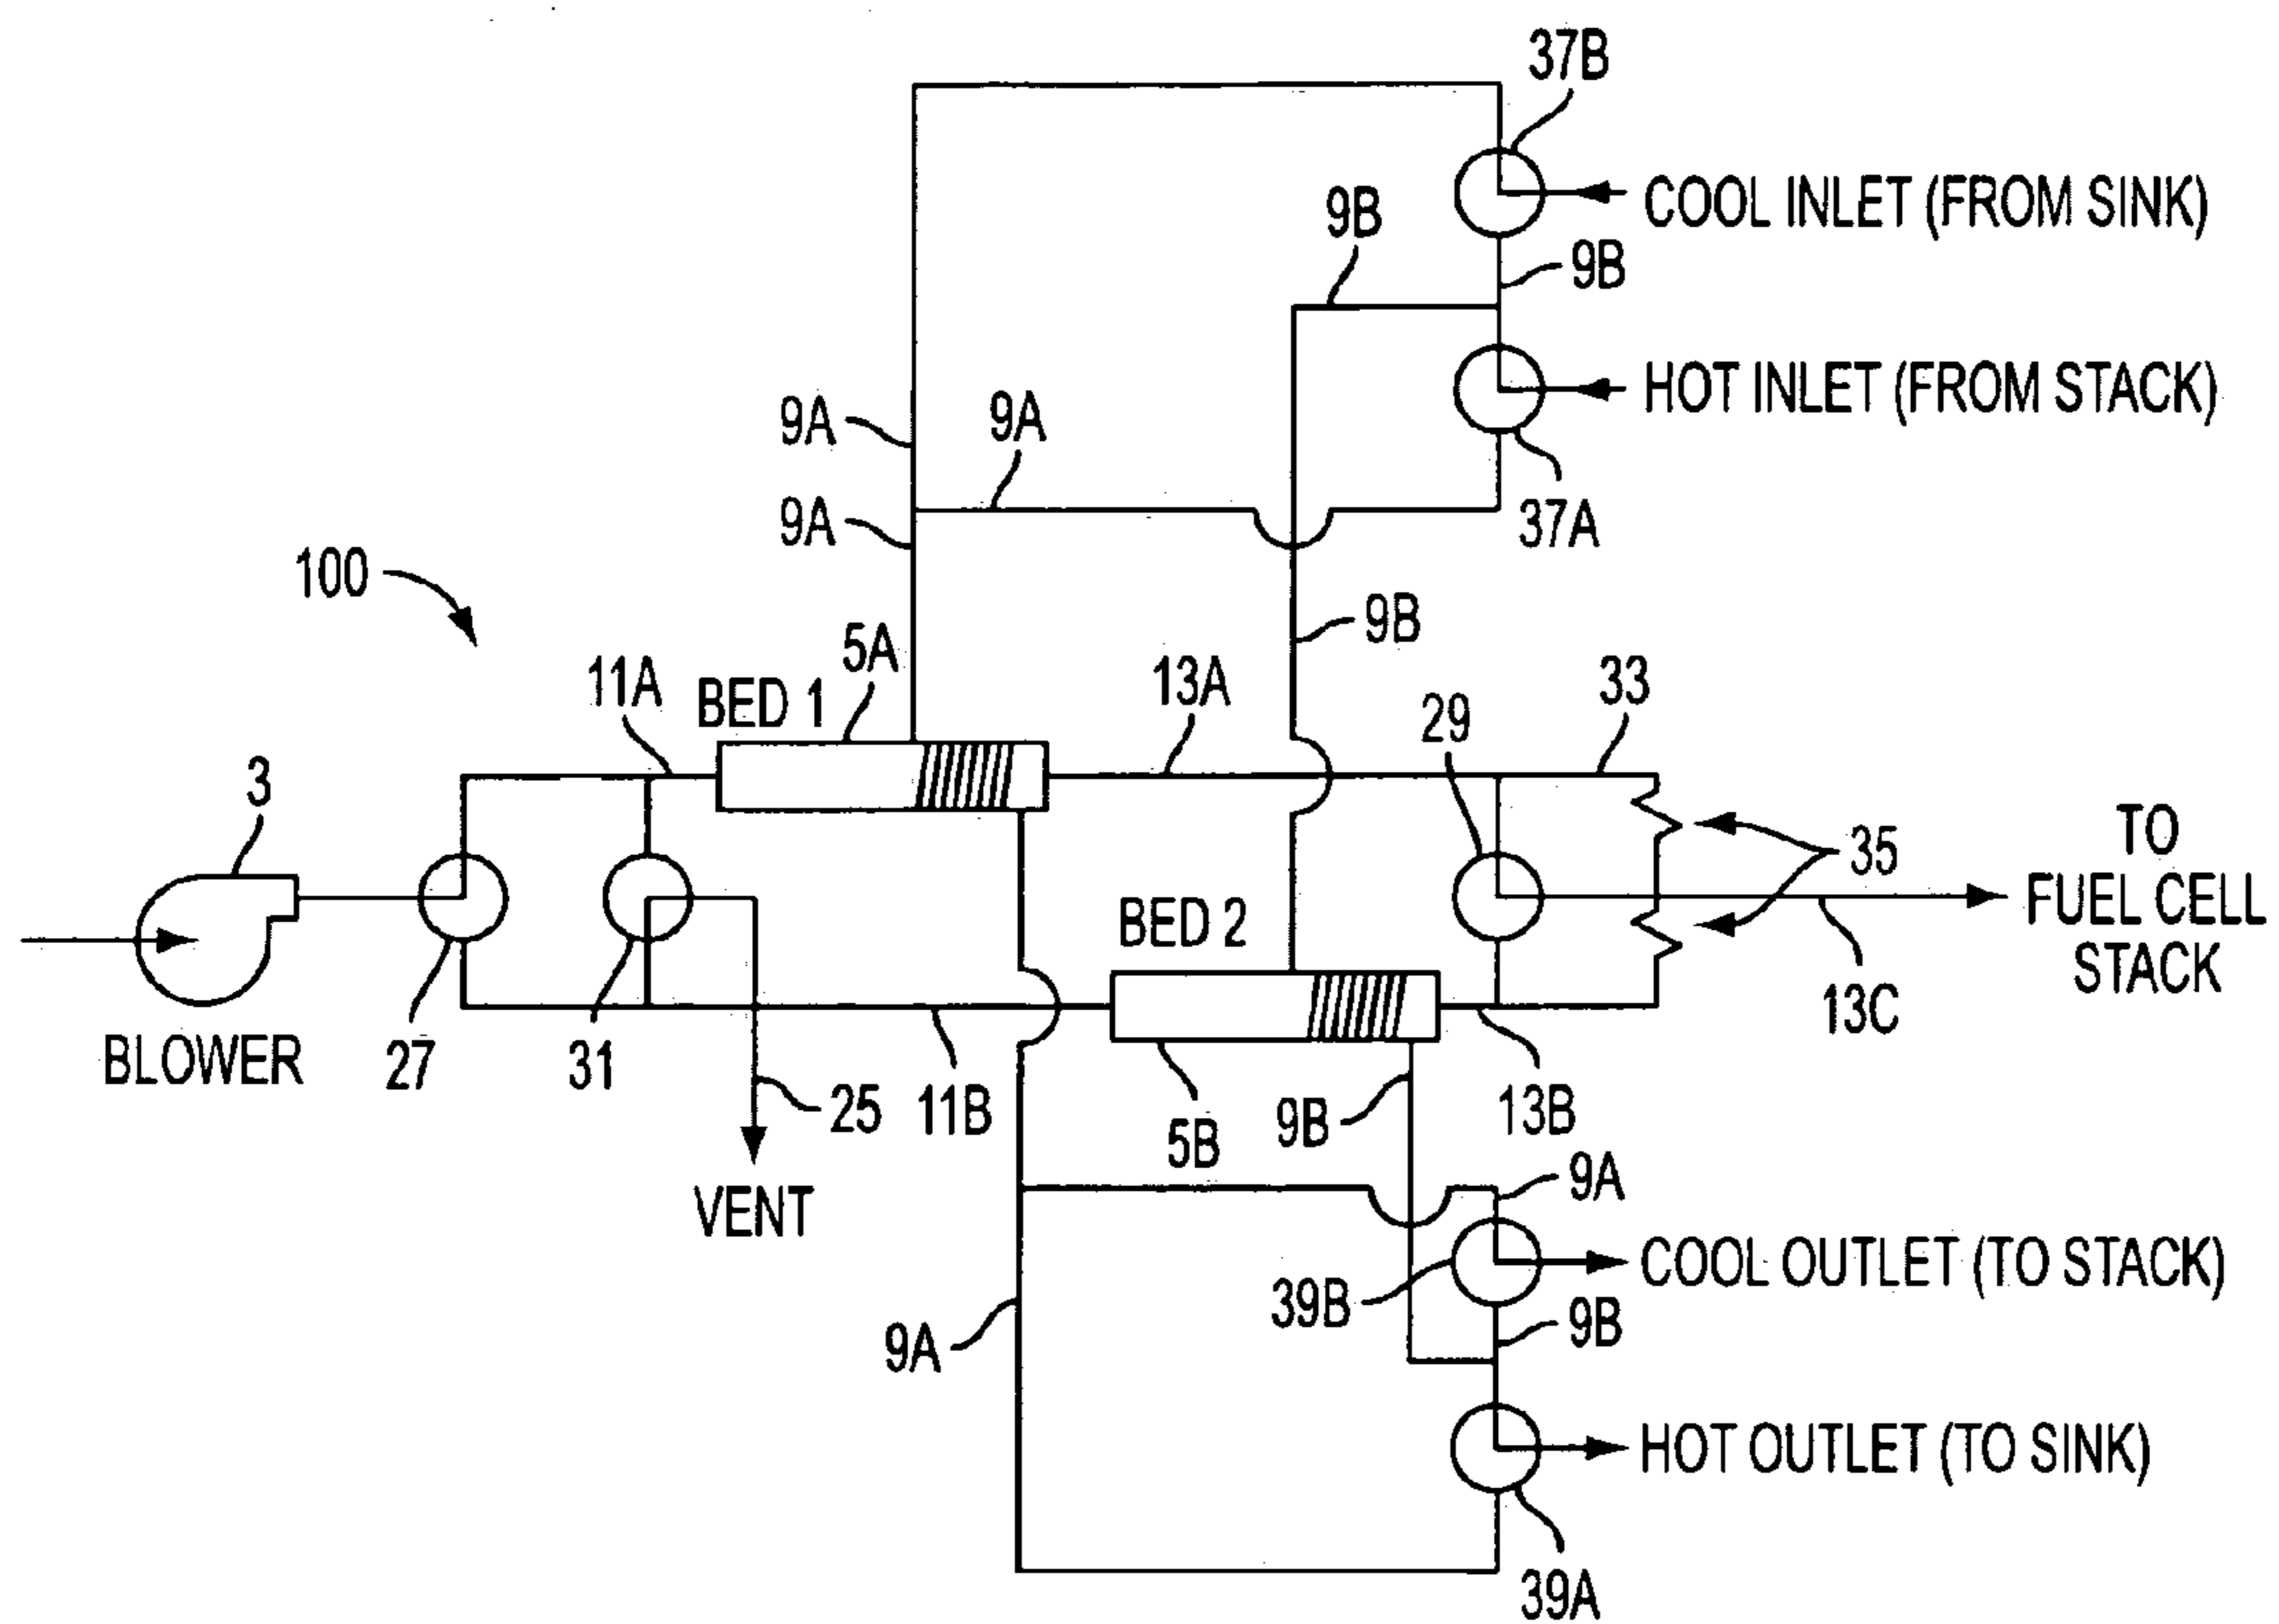 37B
COOL INLET (FROM SINK)
9B
9B
HOT INLET (FROM STACK)
9A
9A
9A
37A
100
9B
5A
11A
BED 1
13A
33
29
3
TO
FUEL CELL
STACK
35
BED 2
13C
BLOWER
27
31
25
11B
5B
9B
13B
VENT
9A
COOL OUTLET (TO STACK)
39B
9B
9A
HOT OUTLET (TO SINK)
39A